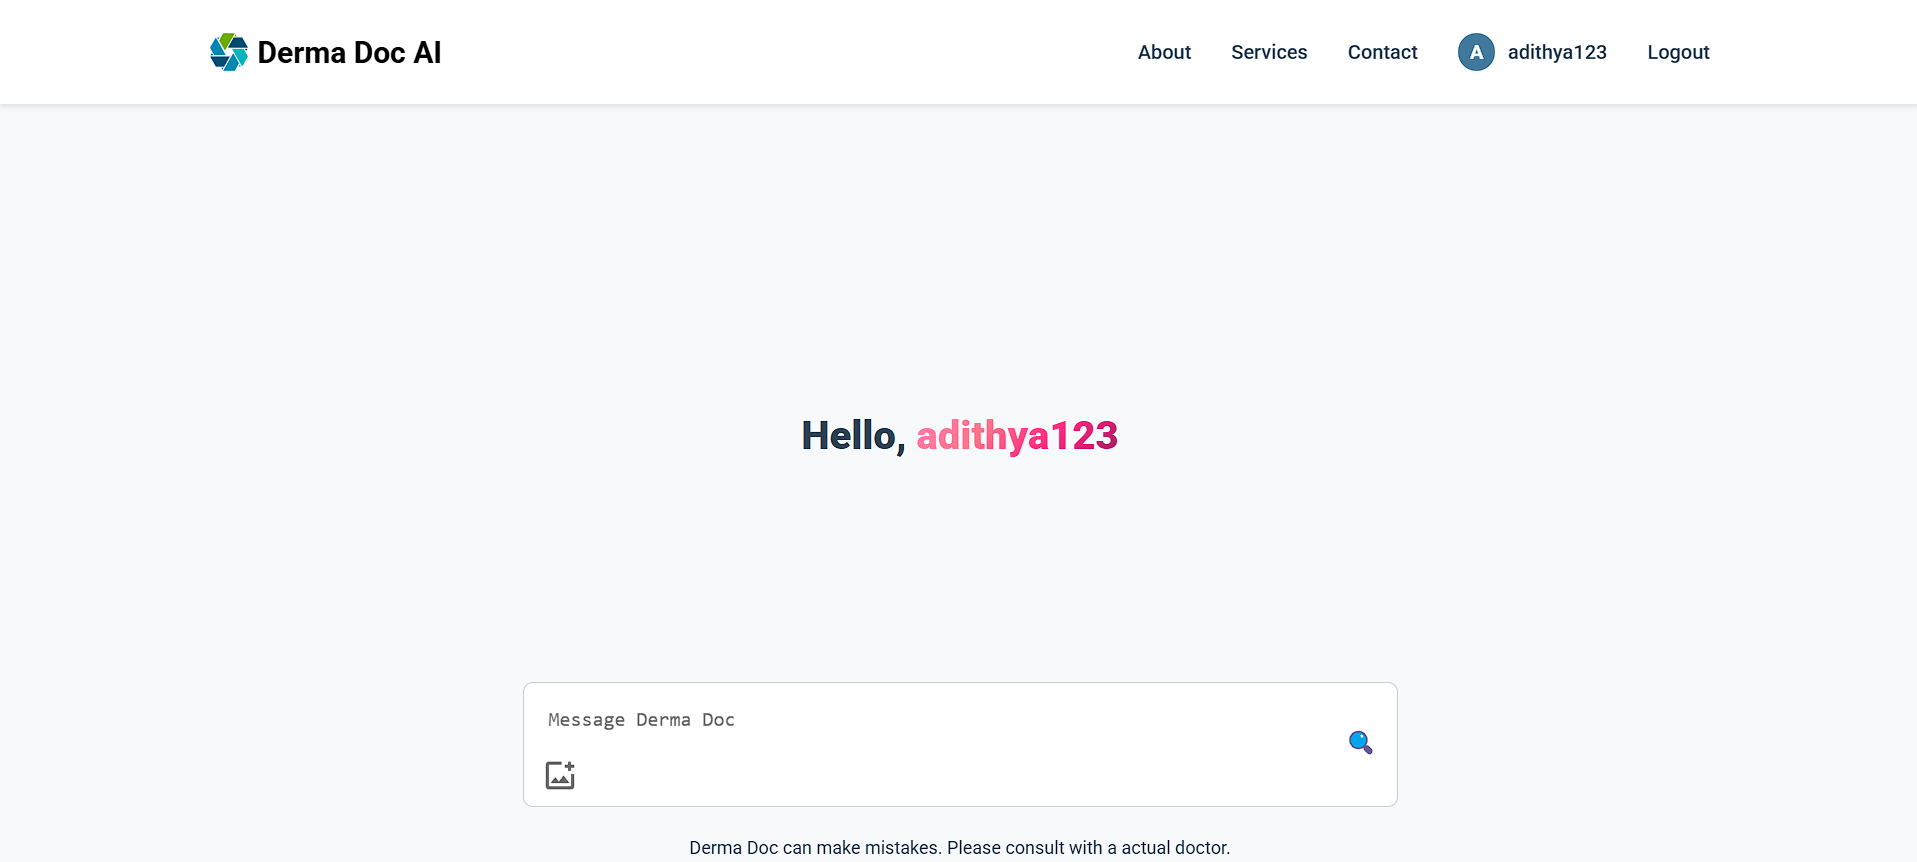 Derma Doc AI
About
Services
Contact
A
adithya123
Logout
Hello, adithya123
Message Derma Doc
Derma Doc can make mistakes. Please consult with a actual doctor.